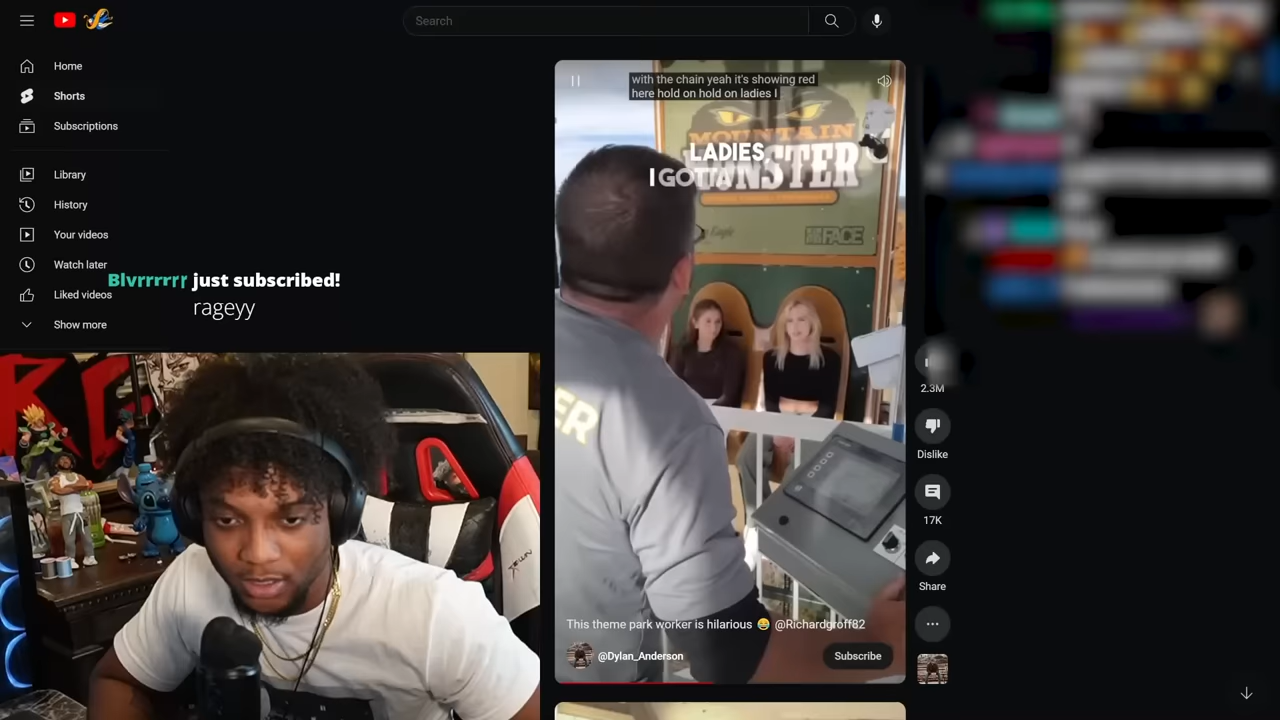 Search
Home
Shorts
Subscriptions
Library
History
Your videos
Watch later
Liked videos
Show more
Blvrrrrrr just subscribed!
rageyy
with the chain yeah it's showing red
here hold on hold on ladies I
MOUNTAIN
MONSTER
LADIES,
I GOTTA
FACE
ER
This theme park worker is hilarious 😂 @Richardgroff82
@Dylan_Anderson
Subscribe
2.3M
Dislike
17K
Share